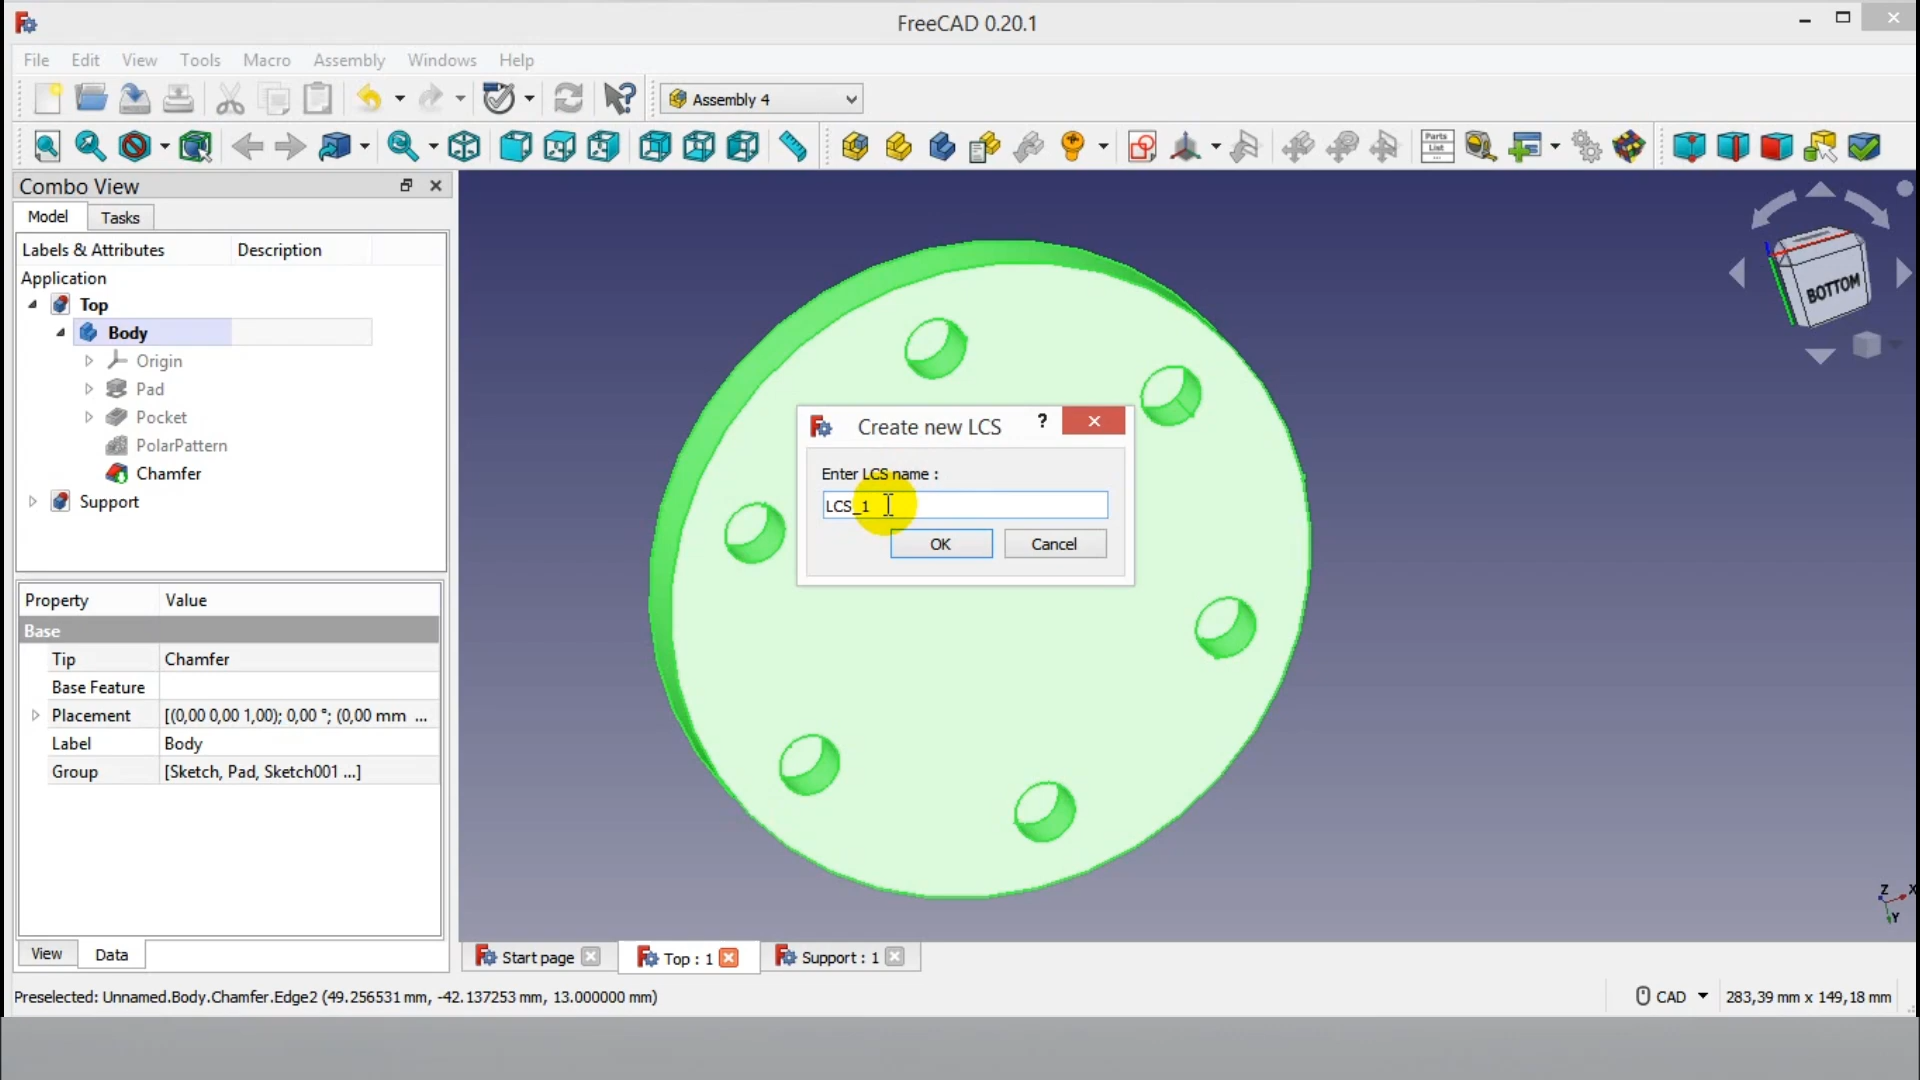 FreeCAD 0.20.1
File Edit View Tools Macro Assembly Windows Help
Assembly 4
Parts List
Combo View
Model Tasks
Labels & Attributes Description
Application
Top
Body
Origin
Pad
Pocket
PolarPattern
Chamfer
Support
Property Value
Base
Tip Chamfer
Base Feature
Placement [(0,00 0,00 1,00); 0,00 °; (0,00 mm ...
Label Body
Group [Sketch, Pad, Sketch001 ...]
View Data
BOTTOM
Create new LCS ?
Enter LCS name :
LCS_1
OK Cancel
Z X
Y
Start page Top : 1 Support : 1
Preselected: Unnamed.Body.Chamfer.Edge2 (49.256531 mm, -42.137253 mm, 13.000000 mm)
CAD 283,39 mm x 149,18 mm